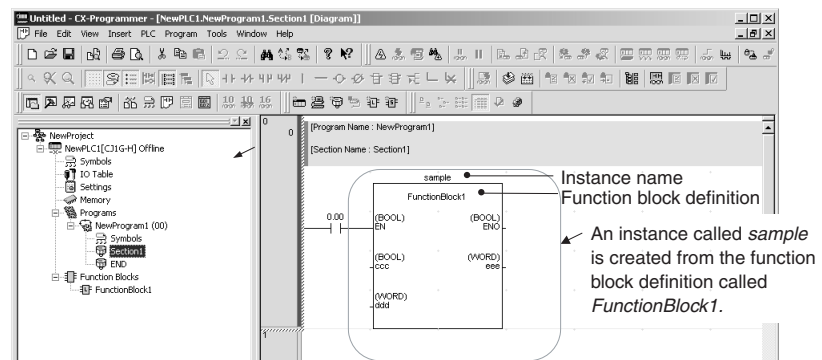 Untitled - CX-Programmer - [NewPLC1.NewProgram1.Section1 [Diagram]]
File Edit View Insert PLC Program Tools Window Help
10 10 16
NewProject
NewPLC1[CJ1G-H] Offline
Symbols
IO Table
Settings
Memory
Programs
NewProgram1 (00)
Symbols
Section1
END
Function Blocks
FunctionBlock1
0
0
[Program Name : NewProgram1]
[Section Name : Section1]
sample
Instance name
FunctionBlock1
Function block definition
0.00
(BOOL)
EN
(BOOL)
ENO
(BOOL)
ccc
(WORD)
eee
(WORD)
ddd
1
An instance called sample
is created from the function
block definition called
FunctionBlock1.